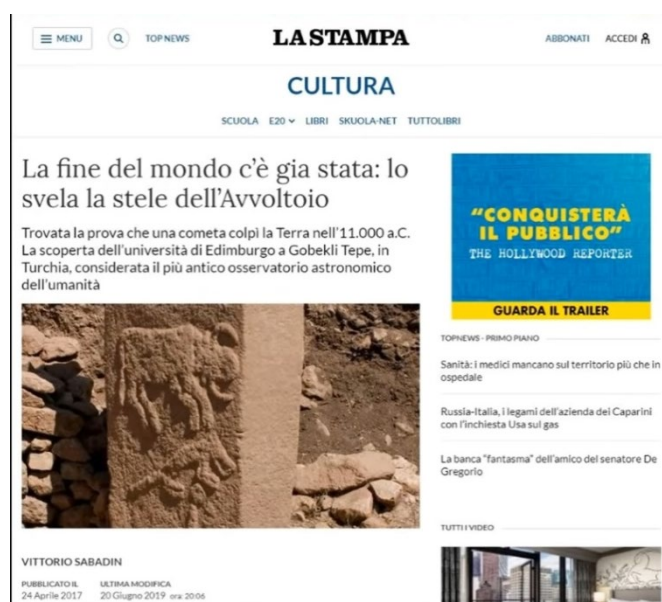 MENU
TOP NEWS
LA STAMPA
ABBONATI
ACCEDI
CULTURA
SCUOLA E20 LIBRI SKUOLA-NET TUTTOLIBRI
La fine del mondo c'è gia stata: lo
svela la stele dell'Avvoltoio
Trovata la prova che una cometa colpì la Terra nell'11.000 a.C.
La scoperta dell'università di Edimburgo a Gobekli Tepe, in
Turchia, considerata il più antico osservatorio astronomico
dell'umanità
VITTORIO SABADIN
PUBBLICATO IL
24 Aprile 2017
ULTIMA MODIFICA
20 Giugno 2019 ora: 20:06
"CONQUISTERÀ
IL PUBBLICO"
THE HOLLYWOOD REPORTER
GUARDA IL TRAILER
TOPNEWS - PRIMO PIANO
Sanità: i medici mancano sul territorio più che in
ospedale
Russia-Italia, i legami dell'azienda dei Caparini
con l'inchiesta Usa sul gas
La banca "fantasma" dell'amico del senatore De
Gregorio
TUTTI I VIDEO